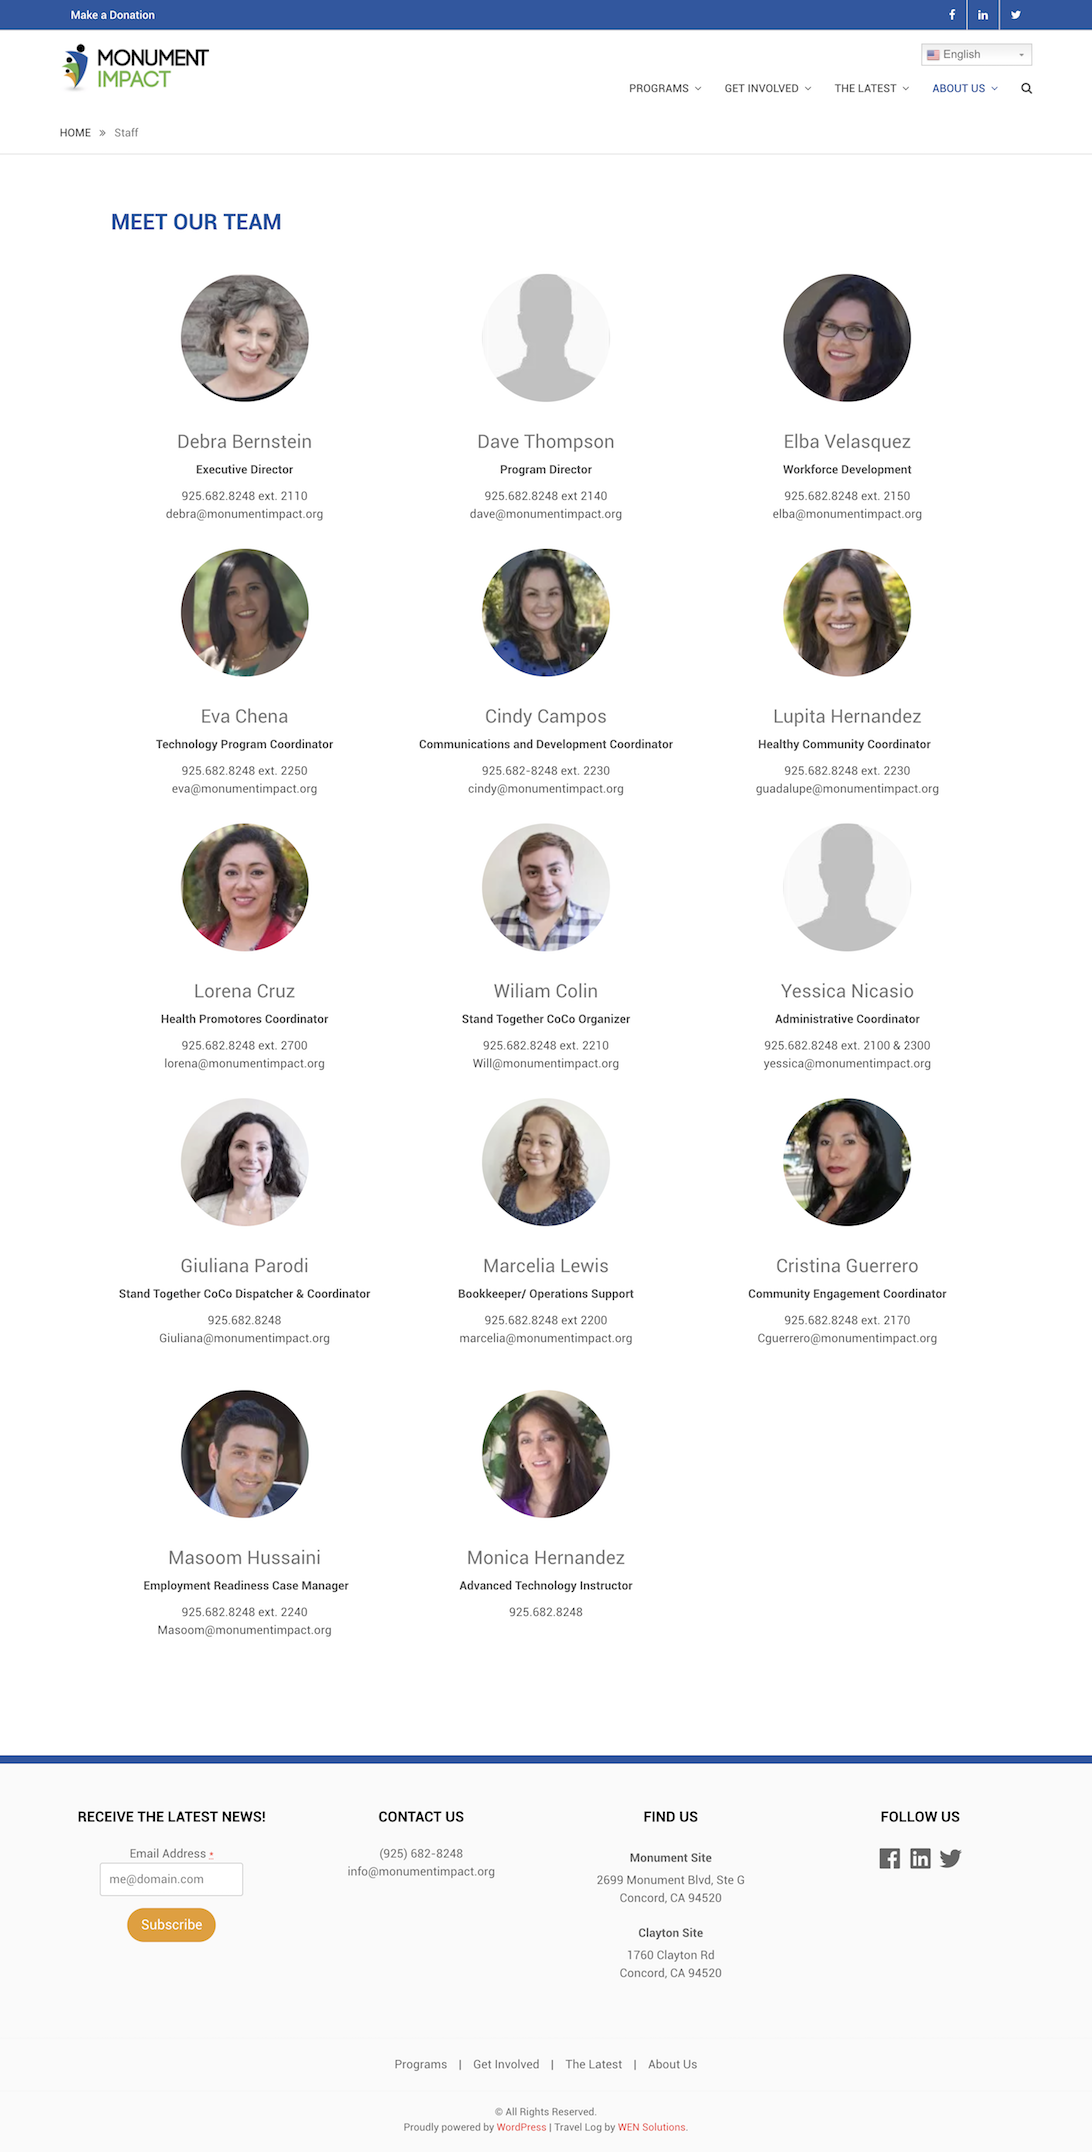 Make a Donation
MONUMENT
IMPACT
English
PROGRAMS
GET INVOLVED
THE LATEST
ABOUT US
HOME » Staff
MEET OUR TEAM
Debra Bernstein
Executive Director
925.682.8248 ext. 2110
debra@monumentimpact.org
Dave Thompson
Program Director
925.682.8248 ext 2140
dave@monumentimpact.org
Elba Velasquez
Workforce Development
925.682.8248 ext. 2150
elba@monumentimpact.org
Eva Chena
Technology Program Coordinator
925.682.8248 ext. 2250
eva@monumentimpact.org
Cindy Campos
Communications and Development Coordinator
925.682-8248 ext. 2230
cindy@monumentimpact.org
Lupita Hernandez
Healthy Community Coordinator
925.682.8248 ext. 2230
guadalupe@monumentimpact.org
Lorena Cruz
Health Promotores Coordinator
925.682.8248 ext. 2700
lorena@monumentimpact.org
Wiliam Colin
Stand Together CoCo Organizer
925.682.8248 ext. 2210
Will@monumentimpact.org
Yessica Nicasio
Administrative Coordinator
925.682.8248 ext. 2100 & 2300
yessica@monumentimpact.org
Giuliana Parodi
Stand Together CoCo Dispatcher & Coordinator
925.682.8248
Giuliana@monumentimpact.org
Marcelia Lewis
Bookkeeper/ Operations Support
925.682.8248 ext 2200
marcelia@monumentimpact.org
Cristina Guerrero
Community Engagement Coordinator
925.682.8248 ext. 2170
Cguerrero@monumentimpact.org
Masoom Hussaini
Employment Readiness Case Manager
925.682.8248 ext. 2240
Masoom@monumentimpact.org
Monica Hernandez
Advanced Technology Instructor
925.682.8248
RECEIVE THE LATEST NEWS!
Email Address *
me@domain.com
Subscribe
CONTACT US
(925) 682-8248
info@monumentimpact.org
FIND US
Monument Site
2699 Monument Blvd, Ste G
Concord, CA 94520
Clayton Site
1760 Clayton Rd
Concord, CA 94520
FOLLOW US
Programs | Get Involved | The Latest | About Us
© All Rights Reserved.
Proudly powered by WordPress | Travel Log by WEN Solutions.